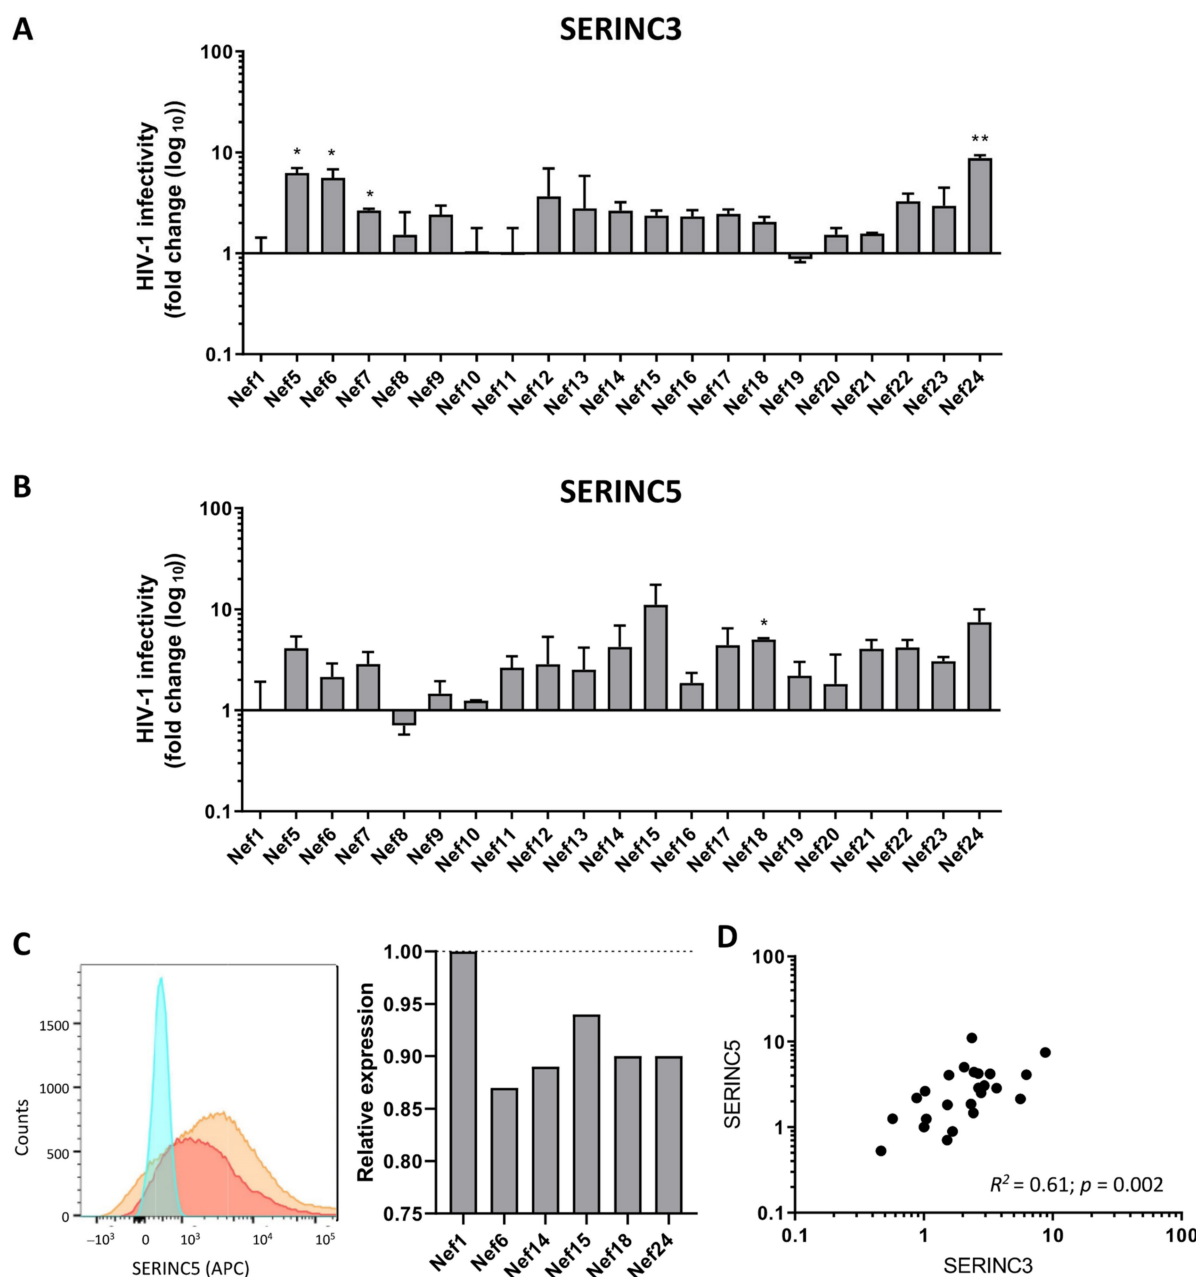 A
SERINC3
HIV-1 infectivity
(fold change (log 10))
100
10
1
0.1
*
*
*
**
Nef1
Nef5
Nef6
Nef7
Nef8
Nef9
Nef10
Nef11
Nef12
Nef13
Nef14
Nef15
Nef16
Nef17
Nef18
Nef19
Nef20
Nef21
Nef22
Nef23
Nef24
B
SERINC5
HIV-1 infectivity
(fold change (log 10))
100
10
1
0.1
*
Nef1
Nef5
Nef6
Nef7
Nef8
Nef9
Nef10
Nef11
Nef12
Nef13
Nef14
Nef15
Nef16
Nef17
Nef18
Nef19
Nef20
Nef21
Nef22
Nef23
Nef24
C
Counts
1500
1000
500
0
−10³ 0 10³ 10⁴ 10⁵
SERINC5 (APC)
Relative expression
1.00
0.95
0.90
0.85
0.80
0.75
Nef1
Nef6
Nef14
Nef15
Nef18
Nef24
D
SERINC5
100
10
1
0.1
R² = 0.61; p = 0.002
0.1 1 10 100
SERINC3